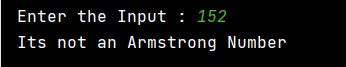 Enter the Input : 152
Its not an Armstrong Number